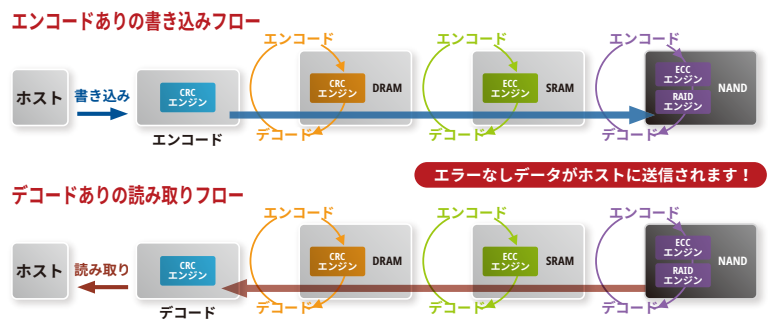 エンコードありの書き込みフロー
エンコード
エンコード
エンコード
ホスト
書き込み
CRC
エンジン
エンコード
CRC
エンジン
DRAM
デコード
ECC
エンジン
SRAM
デコード
ECC
エンジン
RAID
エンジン
NAND
デコード
エラーなしデータがホストに送信されます！
デコードありの読み取りフロー
エンコード
エンコード
エンコード
ホスト
読み取り
CRC
エンジン
デコード
CRC
エンジン
DRAM
デコード
ECC
エンジン
SRAM
デコード
ECC
エンジン
RAID
エンジン
NAND
デコード